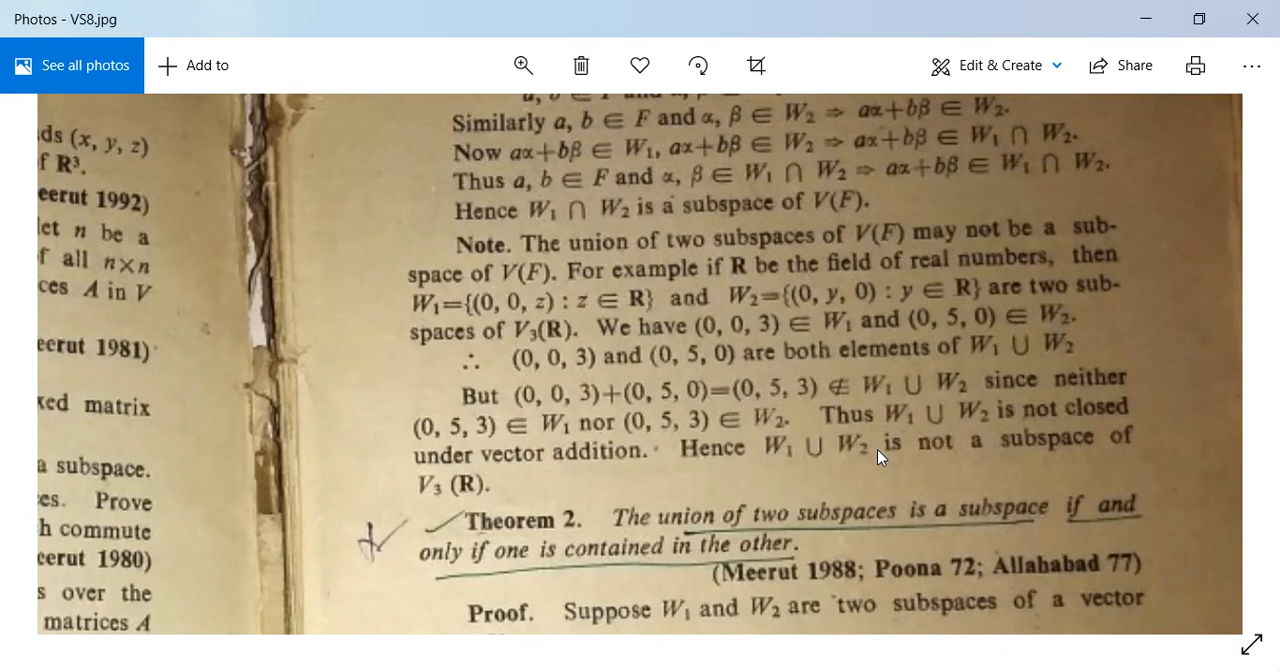 Photos - VS8.jpg
See all photos
Add to
Edit & Create
Share
ds (x, y, z)
f R³.
eerut 1992)
let n be a
f all n×n
ces A in V
eerut 1981)
ked matrix
a subspace.
es. Prove
h commute
eerut 1980)
s over the
matrices A
Similarly a, b ∈ F and α, β ∈ W₂ ⇒ aα+bβ ∈ W₂.
Now aα+bβ ∈ W₁, aα+bβ ∈ W₂ ⇒ aα+bβ ∈ W₁ ∩ W₂.
Thus a, b ∈ F and α, β ∈ W₁ ∩ W₂ ⇒ aα+bβ ∈ W₁ ∩ W₂.
Hence W₁ ∩ W₂ is a subspace of V(F).
Note. The union of two subspaces of V(F) may not be a sub-
space of V(F). For example if R be the field of real numbers, then
W₁={(0, 0, z) : z ∈ R} and W₂={(0, y, 0) : y ∈ R} are two sub-
spaces of V₃(R). We have (0, 0, 3) ∈ W₁ and (0, 5, 0) ∈ W₂.
∴ (0, 0, 3) and (0, 5, 0) are both elements of W₁ ∪ W₂
But (0, 0, 3)+(0, 5, 0)=(0, 5, 3) ∉ W₁ ∪ W₂ since neither
(0, 5, 3) ∈ W₁ nor (0, 5, 3) ∈ W₂. Thus W₁ ∪ W₂ is not closed
under vector addition. Hence W₁ ∪ W₂ is not a subspace of
V₃ (R).
Theorem 2. The union of two subspaces is a subspace if and
only if one is contained in the other.
(Meerut 1988; Poona 72; Allahabad 77)
Proof. Suppose W₁ and W₂ are two subspaces of a vector